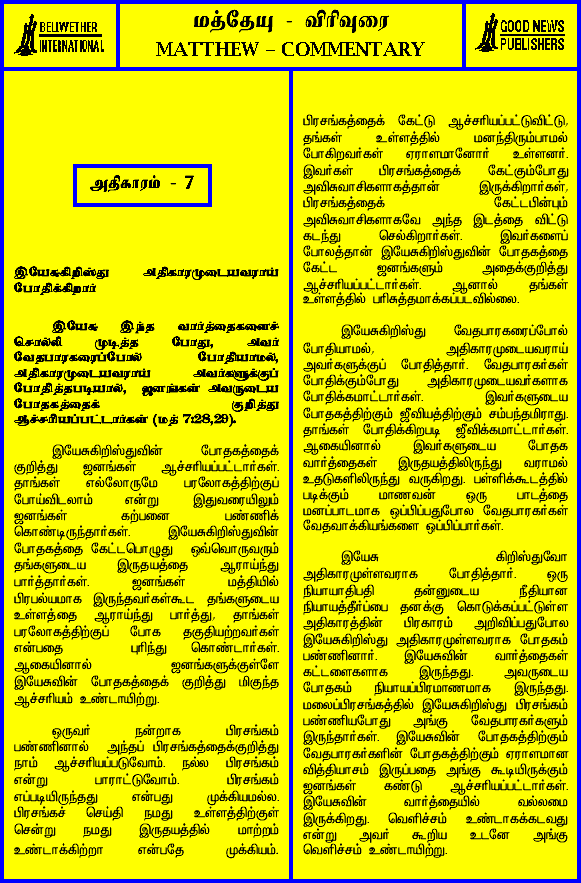 BELLWETHER
INTERNATIONAL
மத்தேயு - விரிவுரை
MATTHEW – COMMENTARY
GOOD NEWS
PUBLISHERS
அதிகாரம் - 7
இயேசுகிறிஸ்து அதிகாரமுடையவராய்
போதிக்கிறார்
இயேசு இந்த வார்த்தைகளைச்
சொல்லி முடித்த போது, அவர்
வேதபாரகரைப்போல் போதியாமல்,
அதிகாரமுடையவராய் அவர்களுக்குப்
போதித்தபடியால், ஜனங்கள் அவருடைய
போதகத்தைக் குறித்து
ஆச்சரியப்பட்டார்கள் (மத் 7:28,29).
இயேசுகிறிஸ்துவின் போதகத்தைக்
குறித்து ஜனங்கள் ஆச்சரியப்பட்டார்கள்.
தாங்கள் எல்லோருமே பரலோகத்திற்குப்
போய்விடலாம் என்று இதுவரையிலும்
ஜனங்கள் கற்பனை பண்ணிக்
கொண்டிருந்தார்கள். இயேசுகிறிஸ்துவின்
போதகத்தை கேட்டபொழுது ஒவ்வொருவரும்
தங்களுடைய இருதயத்தை ஆராய்ந்து
பார்த்தார்கள். ஜனங்கள் மத்தியில்
பிரபல்யமாக இருந்தவர்கள்கூட தங்களுடைய
உள்ளத்தை ஆராய்ந்து பார்த்து, தாங்கள்
பரலோகத்திற்குப் போக தகுதியற்றவர்கள்
என்பதை புரிந்து கொண்டார்கள்.
ஆகையினால் ஜனங்களுக்குள்ளே
இயேசுவின் போதகத்தைக் குறித்து மிகுந்த
ஆச்சரியம் உண்டாயிற்று.
ஒருவர் நன்றாக பிரசங்கம்
பண்ணினால் அந்தப் பிரசங்கத்தைக்குறித்து
நாம் ஆச்சரியப்படுவோம். நல்ல பிரசங்கம்
என்று பாராட்டுவோம். பிரசங்கம்
எப்படியிருந்தது என்பது முக்கியமல்ல.
பிரசங்கச் செய்தி நமது உள்ளத்திற்குள்
சென்று நமது இருதயத்தில் மாற்றம்
உண்டாக்கிற்றா என்பதே முக்கியம்.
பிரசங்கத்தைக் கேட்டு ஆச்சரியப்பட்டுவிட்டு,
தங்கள் உள்ளத்தில் மனந்திரும்பாமல்
போகிறவர்கள் ஏராளமானோர் உள்ளனர்.
இவர்கள் பிரசங்கத்தைக் கேட்கும்போது
அவிசுவாசிகளாகத்தான் இருக்கிறார்கள்,
பிரசங்கத்தைக் கேட்டபின்பும்
அவிசுவாசிகளாகவே அந்த இடத்தை விட்டு
கடந்து செல்கிறார்கள். இவர்களைப்
போலத்தான் இயேசுகிறிஸ்துவின் போதகத்தை
கேட்ட ஜனங்களும் அதைக்குறித்து
ஆச்சரியப்பட்டார்கள். ஆனால் தங்கள்
உள்ளத்தில் பரிசுத்தமாக்கப்படவில்லை.
இயேசுகிறிஸ்து வேதபாரகரைப்போல்
போதியாமல், அதிகாரமுடையவராய்
அவர்களுக்குப் போதித்தார். வேதபாரகர்கள்
போதிக்கும்போது அதிகாரமுடையவர்களாக
போதிக்கமாட்டார்கள். இவர்களுடைய
போதகத்திற்கும் ஜீவியத்திற்கும் சம்பந்தமிராது.
தாங்கள் போதிக்கிறபடி ஜீவிக்கமாட்டார்கள்.
ஆகையினால் இவர்களுடைய போதக
வார்த்தைகள் இருதயத்திலிருந்து வராமல்
உதடுகளிலிருந்து வருகிறது. பள்ளிக்கூடத்தில்
படிக்கும் மாணவன் ஒரு பாடத்தை
மனப்பாடமாக ஒப்பிப்பதுபோல வேதபாரகர்கள்
வேதவாக்கியங்களை ஒப்பிப்பார்கள்.
இயேசு கிறிஸ்துவோ
அதிகாரமுள்ளவராக போதித்தார். ஒரு
நியாயாதிபதி தன்னுடைய நீதியான
நியாயத்தீர்ப்பை தனக்கு கொடுக்கப்பட்டுள்ள
அதிகாரத்தின் பிரகாரம் அறிவிப்பதுபோல
இயேசுகிறிஸ்து அதிகாரமுள்ளவராக போதகம்
பண்ணினார். இயேசுவின் வார்த்தைகள்
கட்டளைகளாக இருந்தது. அவருடைய
போதகம் நியாயப்பிரமாணமாக இருந்தது.
மலைப்பிரசங்கத்தில் இயேசுகிறிஸ்து பிரசங்கம்
பண்ணியபோது அங்கு வேதபாரகர்களும்
இருந்தார்கள். இயேசுவின் போதகத்திற்கும்
வேதபாரகர்களின் போதகத்திற்கும் ஏராளமான
வித்தியாசம் இருப்பதை அங்கு கூடியிருக்கும்
ஜனங்கள் கண்டு ஆச்சரியப்பட்டார்கள்.
இயேசுவின் வார்த்தையில் வல்லமை
இருக்கிறது. வெளிச்சம் உண்டாகக்கடவது
என்று அவர் கூறிய உடனே அங்கு
வெளிச்சம் உண்டாயிற்று.